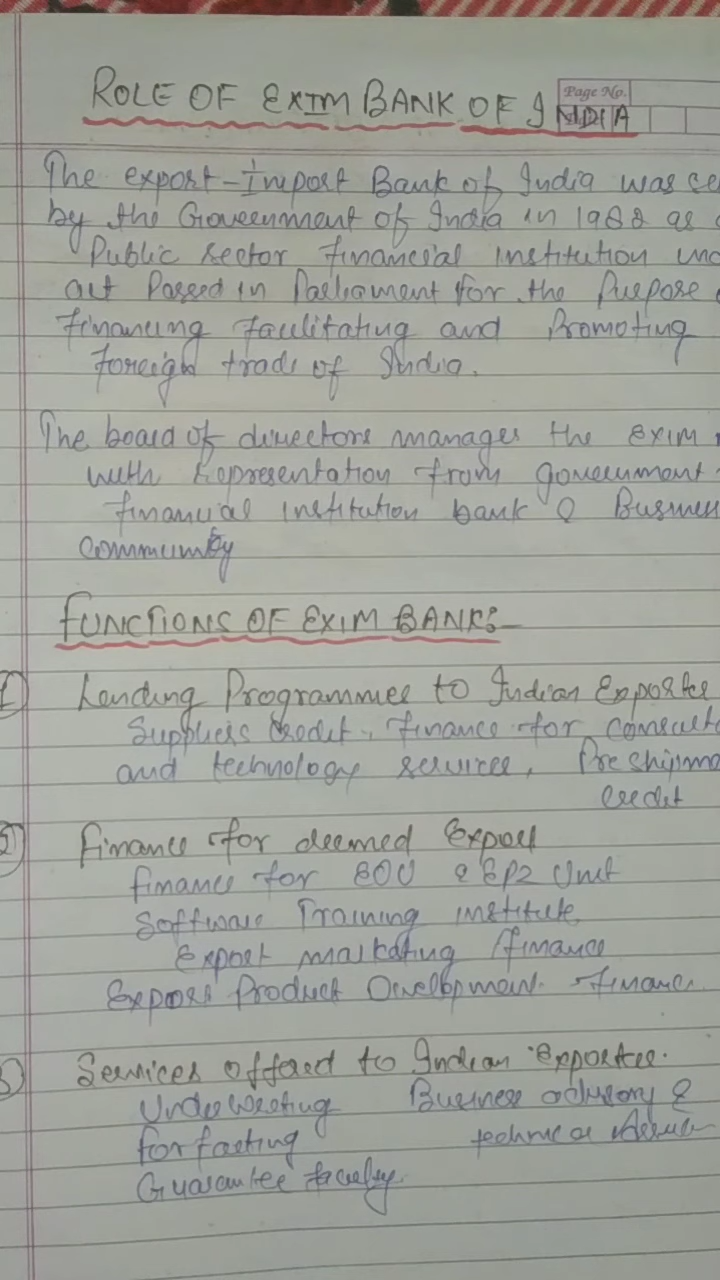 Page No.
ROLE OF EXIM BANK OF INDIA
The export-Import Bank of India was
by the Government of India in 1988 as
Public sector financial institution
act Passed in Parliament for the Purpose
financing facilitating and Promoting
foreign trade of India.
The board of directors manages the EXIM
with Representation from government
financial institution bank & Business
community
FUNCTIONS OF EXIM BANK:-
1) Lending Programmes to Indian Exporter
Suppliers Credit, finance for
and technology services, Pre shipme
Credit
2) Finance for deemed Export
finance for EOU & EPZ Unit
Software Training institute
Export marketing finance
Export Product Development finance
3) Services offered to Indian exporter.
Underwriting Business advisory &
Forfaiting technical
Guarantee